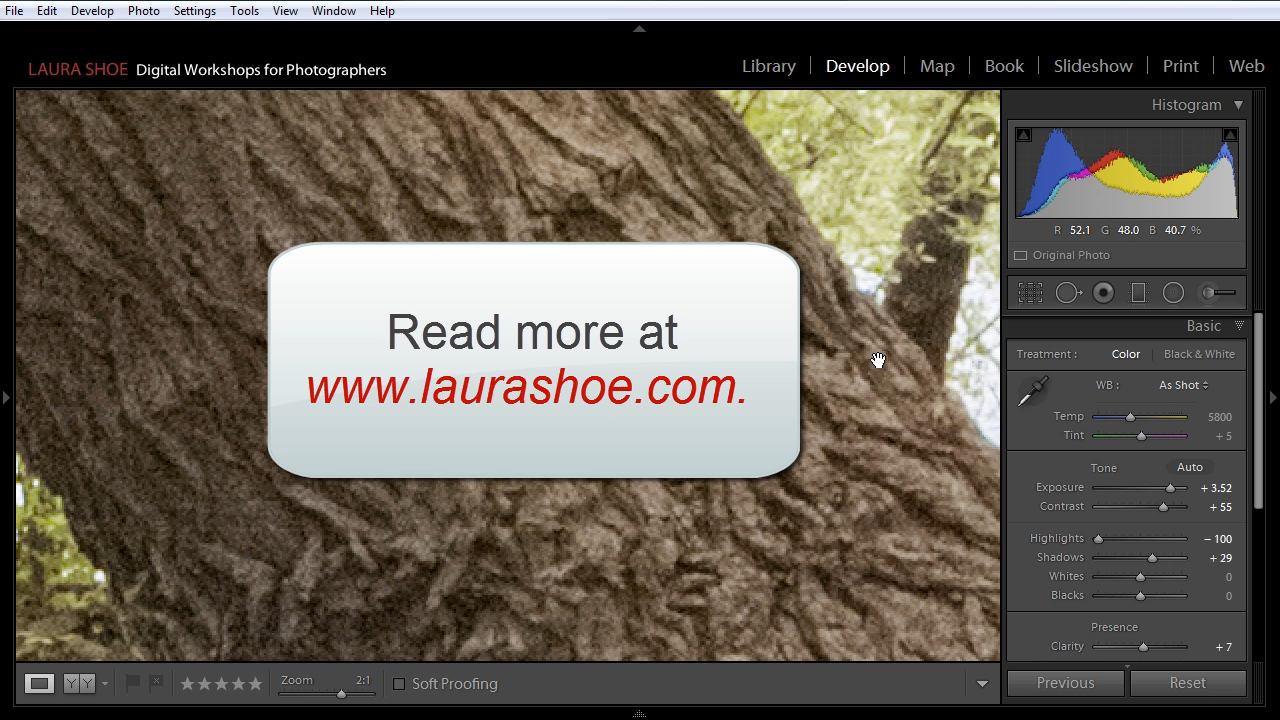 File Edit Develop Photo Settings Tools View Window Help
LAURA SHOE Digital Workshops for Photographers
Library Develop Map Book Slideshow Print Web
Histogram
R 52.1 G 48.0 B 40.7 %
Original Photo
Basic
Treatment : Color Black & White
WB : As Shot
Temp 5800
Tint + 5
Tone Auto
Exposure + 3.52
Contrast + 55
Highlights − 100
Shadows + 29
Whites 0
Blacks 0
Presence
Clarity + 7
Read more at
www.laurashoe.com.
YY Zoom 2:1 Soft Proofing
Previous Reset